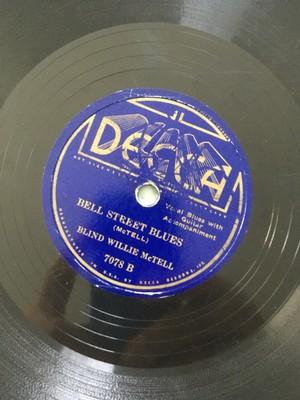 DECCA
Vocal Blues with
Guitar
Accompaniment
BELL STREET BLUES
(McTELL)
BLIND WILLIE McTELL
7078 B